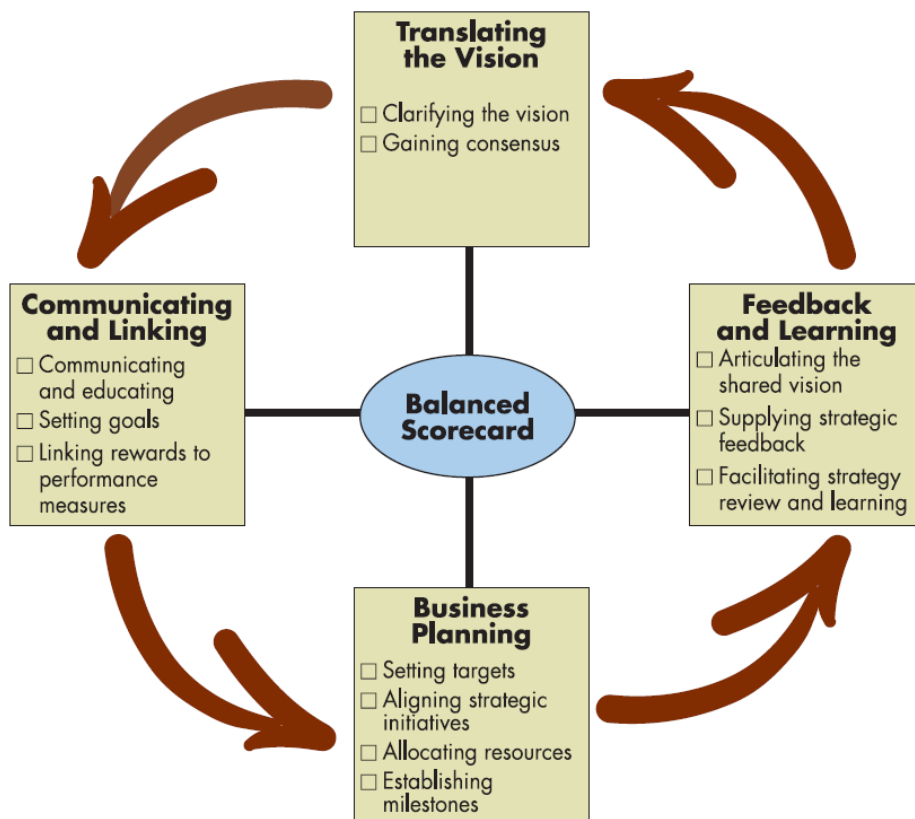 Translating
the Vision
☐ Clarifying the vision
☐ Gaining consensus
Communicating
and Linking
☐ Communicating
and educating
☐ Setting goals
☐ Linking rewards to
performance
measures
Balanced
Scorecard
Feedback
and Learning
☐ Articulating the
shared vision
☐ Supplying strategic
feedback
☐ Facilitating strategy
review and learning
Business
Planning
☐ Setting targets
☐ Aligning strategic
initiatives
☐ Allocating resources
☐ Establishing
milestones